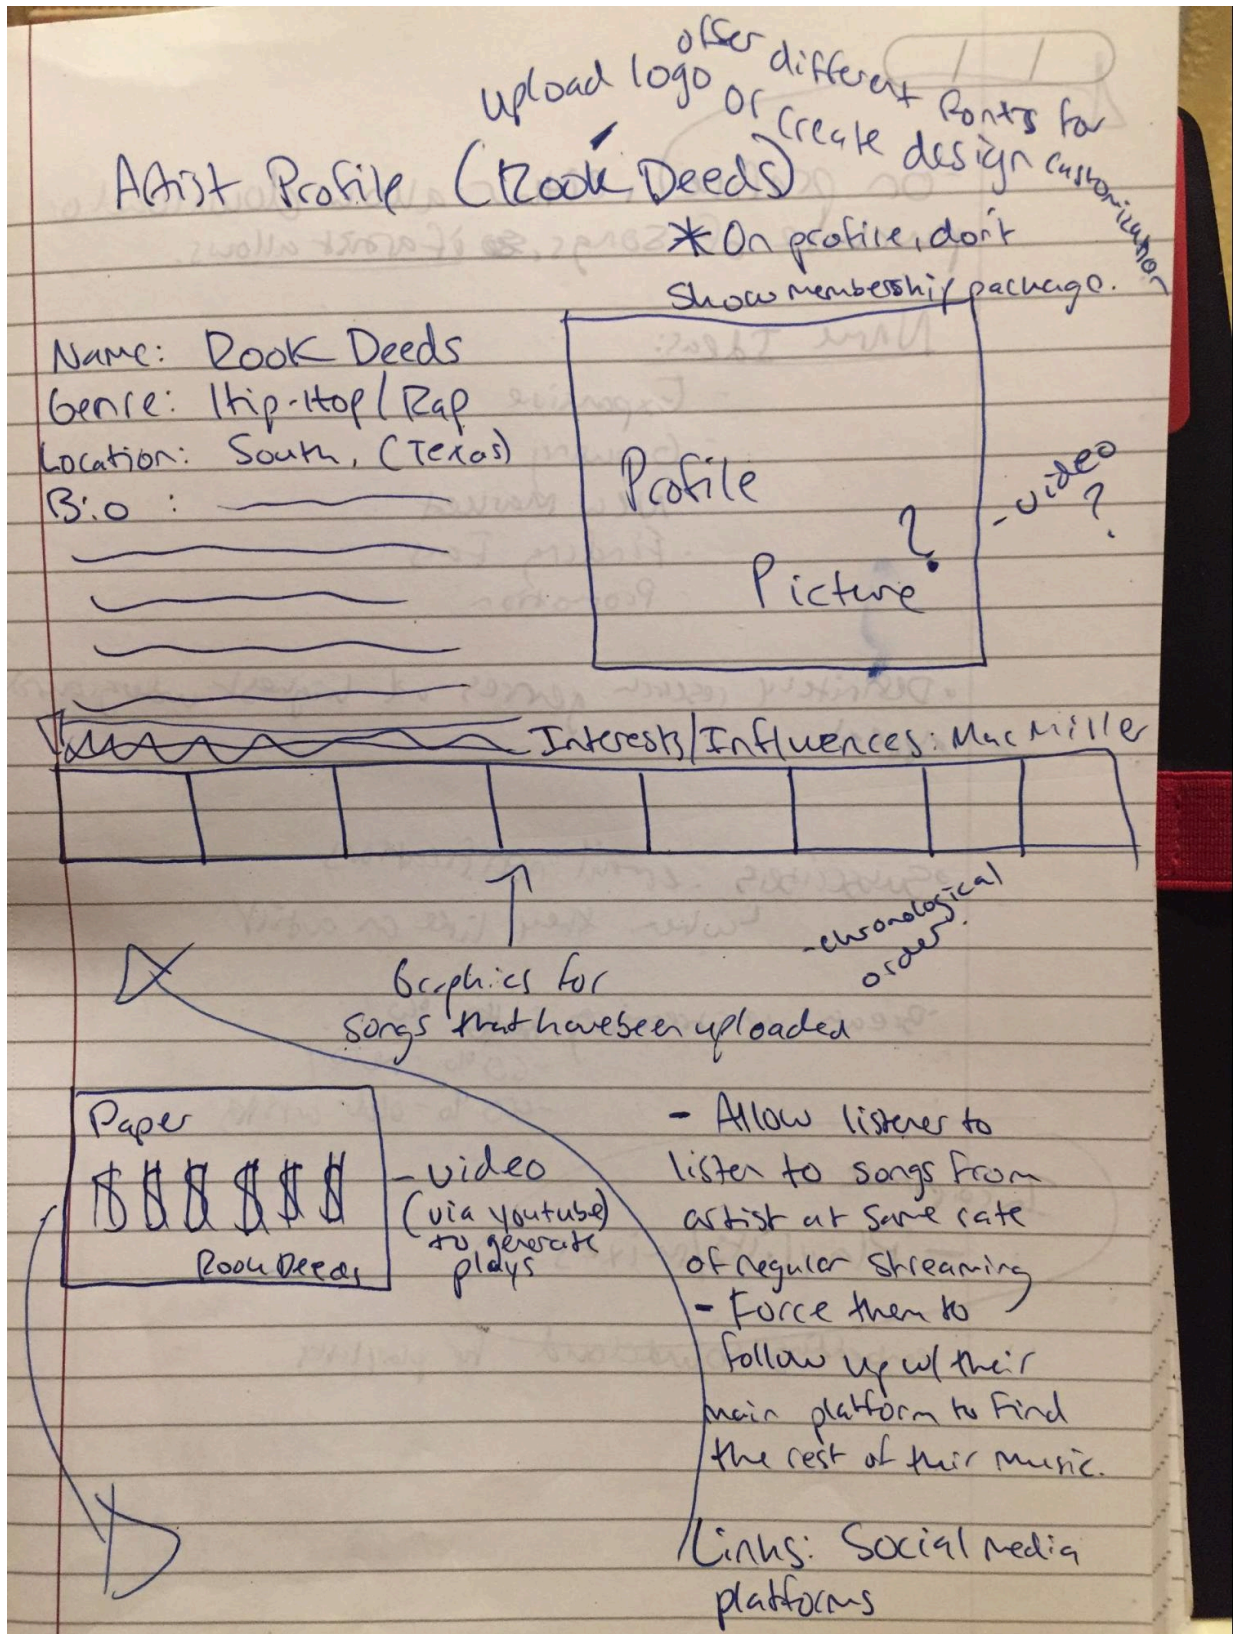 offer different fonts for
customization
upload logo or create design
Artist Profile (Rook Deeds)
* On profile, don't
show membership package.
Name: Rook Deeds
Genre: Hip-Hop/Rap
Location: South, (Texas)
Bio :
Profile
Picture ?
- video
?
Interests/Influences: Mac Miller
Graphics for
songs that have been uploaded
- chronological
order.
Paper
$ $ $ $ $ $
Rook Deeds
- video
(via youtube)
to generate
plays
- Allow listener to
listen to songs from
artist at same rate
of regular streaming
- Force them to
follow up w/ their
main platform to find
the rest of their music.
Links: Social media
platforms